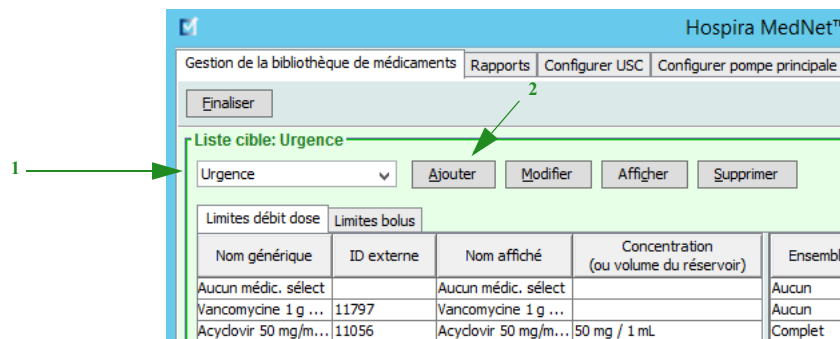 Hospira MedNet™
Gestion de la bibliothèque de médicaments Rapports Configurer USC Configurer pompe principale
Finaliser
2
Liste cible: Urgence
1
Urgence Ajouter Modifier Afficher Supprimer
Limites débit dose Limites bolus
Nom générique ID externe Nom affiché Concentration (ou volume du réservoir) Ensembl
Aucun médic. sélect Aucun médic. sélect Aucun
Vancomycine 1 g ... 11797 Vancomycine 1 g ... Aucun
Acyclovir 50 mg/m... 11056 Acyclovir 50 mg/m... 50 mg / 1 mL Complet